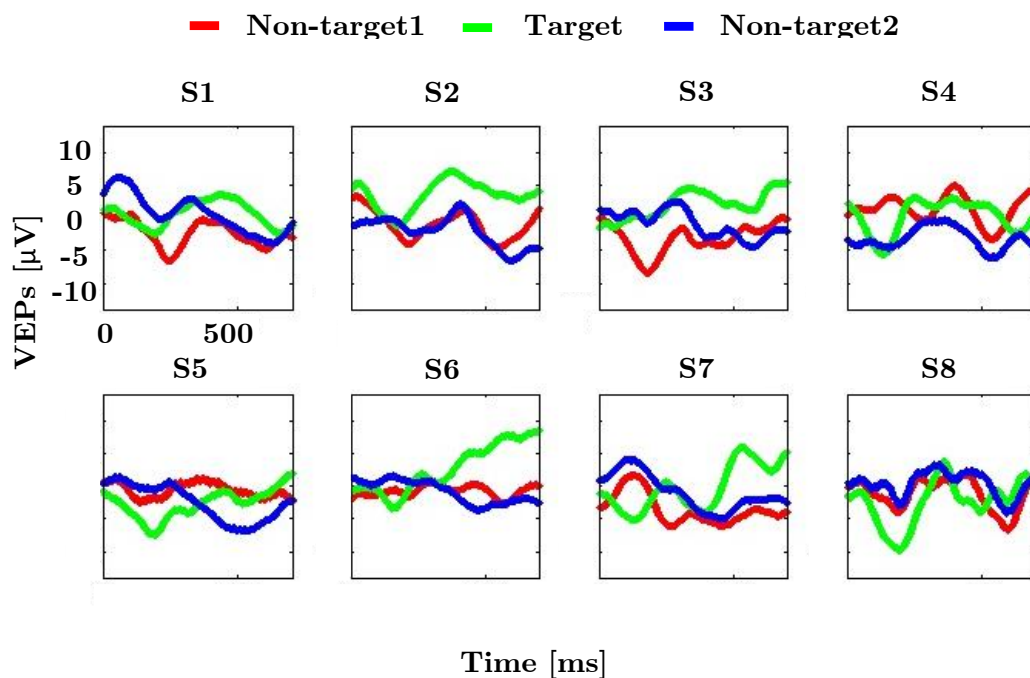 Non-target1 Target Non-target2
S1 S2 S3 S4
10
5
0
-5
-10
VEPs [µV]
0 500
S5 S6 S7 S8
Time [ms]